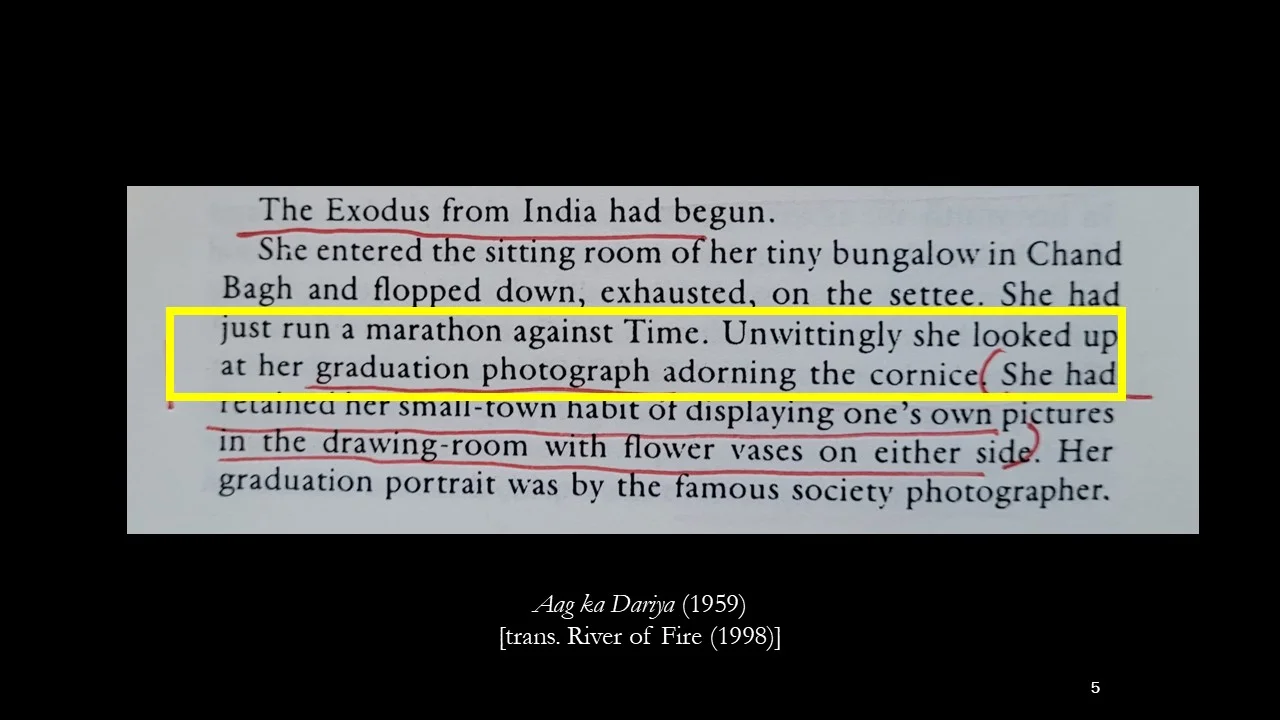 The Exodus from India had begun.
She entered the sitting room of her tiny bungalow in Chand
Bagh and flopped down, exhausted, on the settee. She had
just run a marathon against Time. Unwittingly she looked up
at her graduation photograph adorning the cornice. She had
retained her small-town habit of displaying one's own pictures
in the drawing-room with flower vases on either side. Her
graduation portrait was by the famous society photographer.
Aag ka Dariya (1959)
[trans. River of Fire (1998)]
5